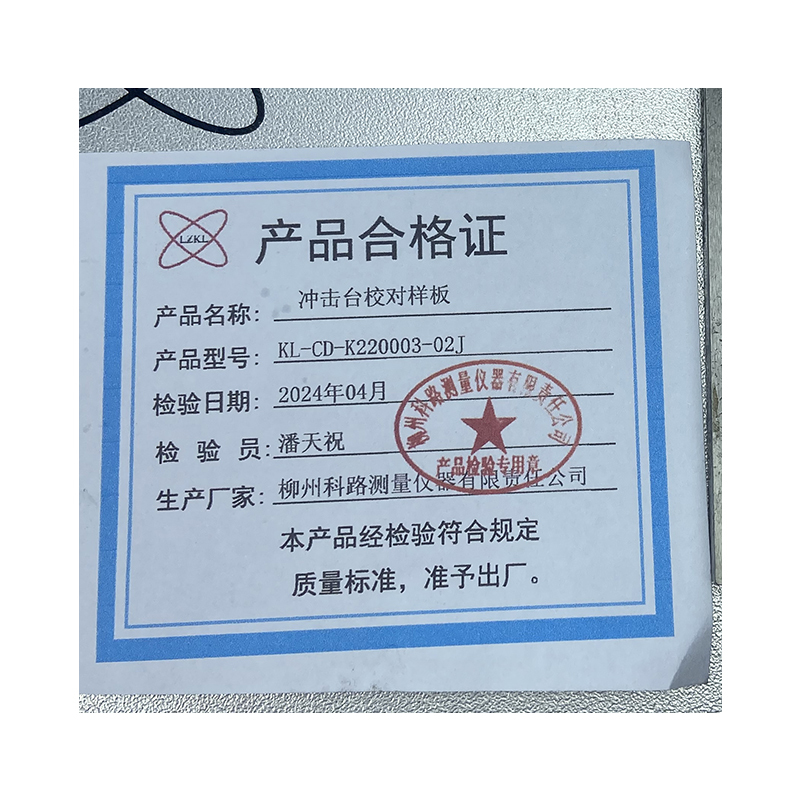 LZKL
产品合格证
产品名称: 冲击台校对样板
产品型号: KL-CD-K220003-02J
检验日期: 2024年04月
检 验 员: 潘天祝
生产厂家: 柳州科路测量仪器有限责任公司
柳州科路测量仪器有限责任公司
产品检验专用章
本产品经检验符合规定
质量标准，准予出厂。